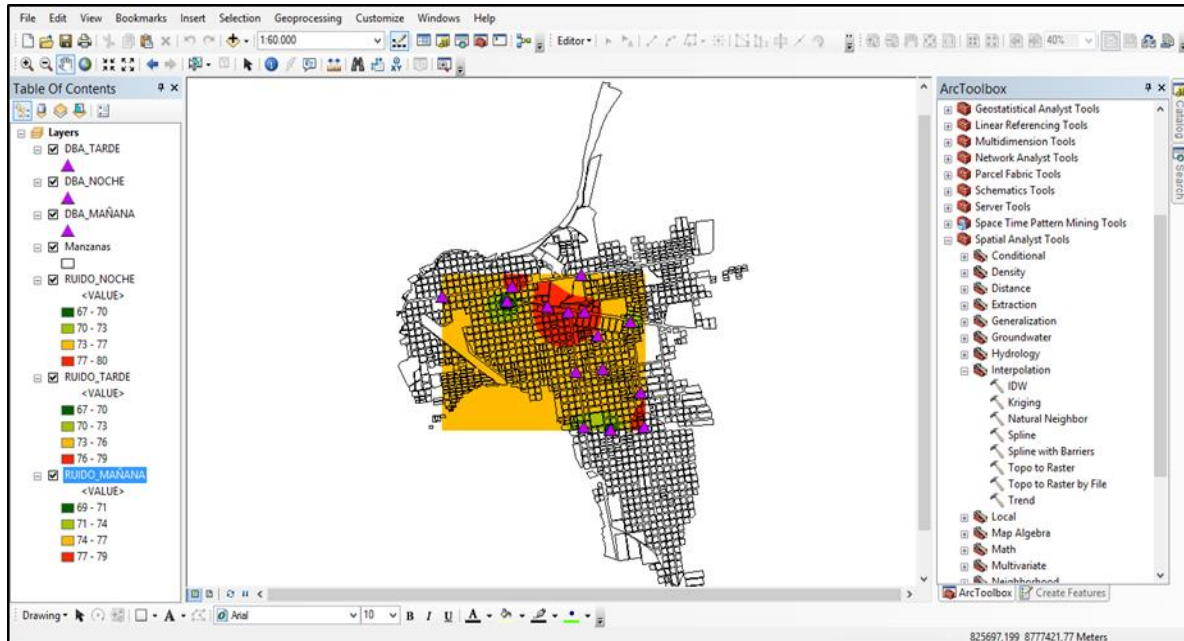 File Edit View Bookmarks Insert Selection Geoprocessing Customize Windows Help
1:60.000 Editor 40%
Table Of Contents
Layers
DBA_TARDE
DBA_NOCHE
DBA_MAÑANA
Manzanas
RUIDO_NOCHE
<VALUE>
67 - 70
70 - 73
73 - 77
77 - 80
RUIDO_TARDE
<VALUE>
67 - 70
70 - 73
73 - 76
76 - 79
RUIDO_MAÑANA
<VALUE>
69 - 71
71 - 74
74 - 77
77 - 79
ArcToolbox
Geostatistical Analyst Tools
Linear Referencing Tools
Multidimension Tools
Network Analyst Tools
Parcel Fabric Tools
Schematics Tools
Server Tools
Space Time Pattern Mining Tools
Spatial Analyst Tools
Conditional
Density
Distance
Extraction
Generalization
Groundwater
Hydrology
Interpolation
IDW
Kriging
Natural Neighbor
Spline
Spline with Barriers
Topo to Raster
Topo to Raster by File
Trend
Local
Map Algebra
Math
Multivariate
Neighborhood
ArcToolbox Create Features
Catalog
Search
Drawing A Arial 10 B I U A
825697.199 8777421.77 Meters